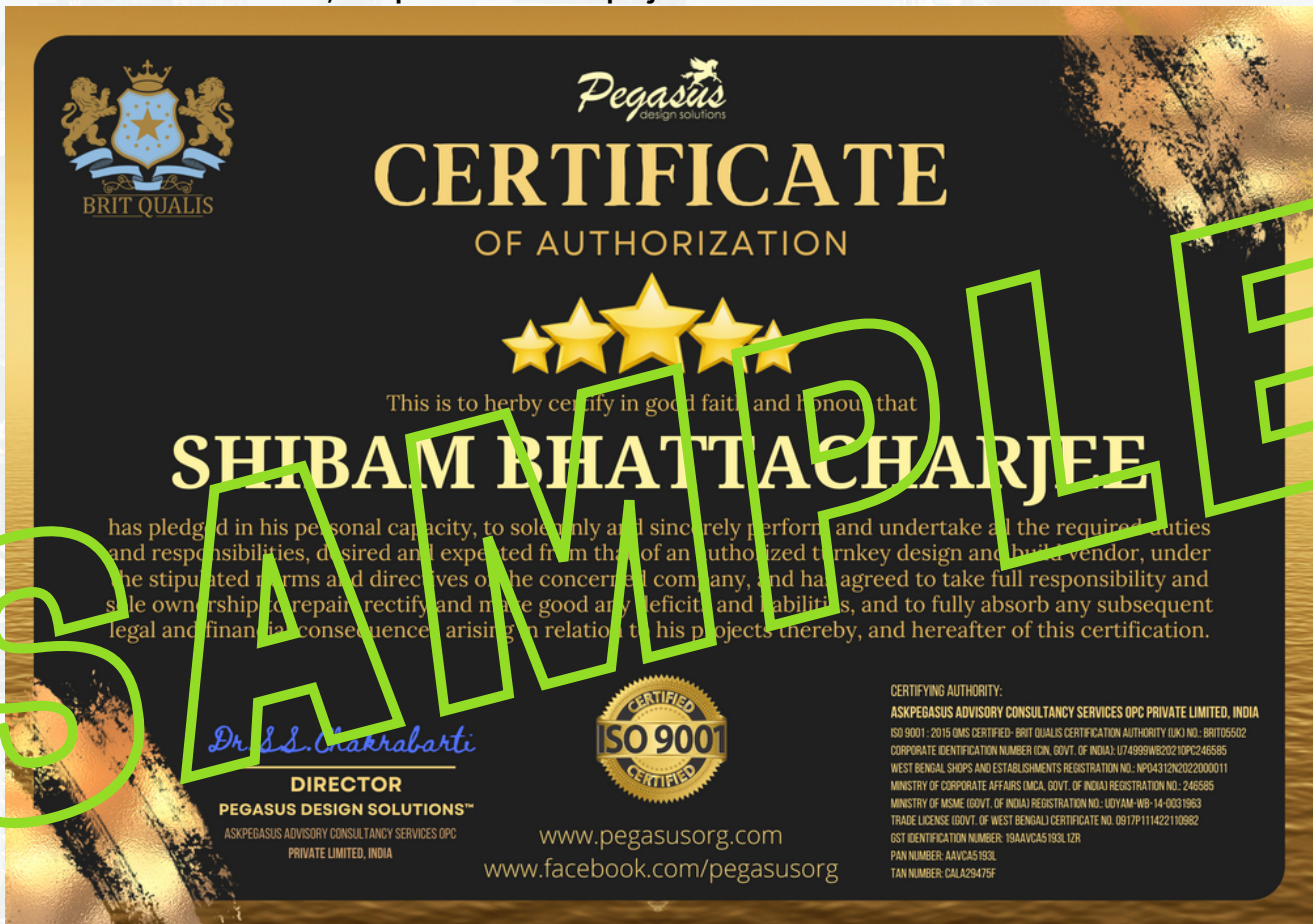 BRIT QUALIS
Pegasus
design solutions
CERTIFICATE
OF AUTHORIZATION
This is to herby certify in good faith and honour that
SHIBAM BHATTACHARJEE
has pledged in his personal capacity, to solemnly and sincerely perform and undertake all the required duties
and responsibilities, desired and expected from that of an authorized turnkey design and build vendor, under
the stipulated norms and directives of the concerned company, and has agreed to take full responsibility and
sole ownership to repair, rectify and make good any deficits and liabilities, and to fully absorb any subsequent
legal and financial consequences arising in relation to his projects thereby, and hereafter of this certification.
SAMPLE
Dr. S.S. Chakrabarti
DIRECTOR
PEGASUS DESIGN SOLUTIONS™
ASKPEGASUS ADVISORY CONSULTANCY SERVICES OPC
PRIVATE LIMITED, INDIA
CERTIFIED
ISO 9001
CERTIFIED
www.pegasusorg.com
www.facebook.com/pegasusorg
CERTIFYING AUTHORITY:
ASKPEGASUS ADVISORY CONSULTANCY SERVICES OPC PRIVATE LIMITED, INDIA
ISO 9001 : 2015 QMS CERTIFIED- BRIT QUALIS CERTIFICATION AUTHORITY (UK) NO.: BRIT05502
CORPORATE IDENTIFICATION NUMBER (CIN, GOVT. OF INDIA): U74999WB2021OPC246585
WEST BENGAL SHOPS AND ESTABLISHMENTS REGISTRATION NO.: NP04312N2022000011
MINISTRY OF CORPORATE AFFAIRS (MCA, GOVT. OF INDIA) REGISTRATION NO.: 246585
MINISTRY OF MSME (GOVT. OF INDIA) REGISTRATION NO.: UDYAM-WB-14-0031963
TRADE LICENSE (GOVT. OF WEST BENGAL) CERTIFICATE NO. 0917P111422110982
GST IDENTIFICATION NUMBER: 19AAVCA5193L1ZR
PAN NUMBER: AAVCA5193L
TAN NUMBER: CALA29475F